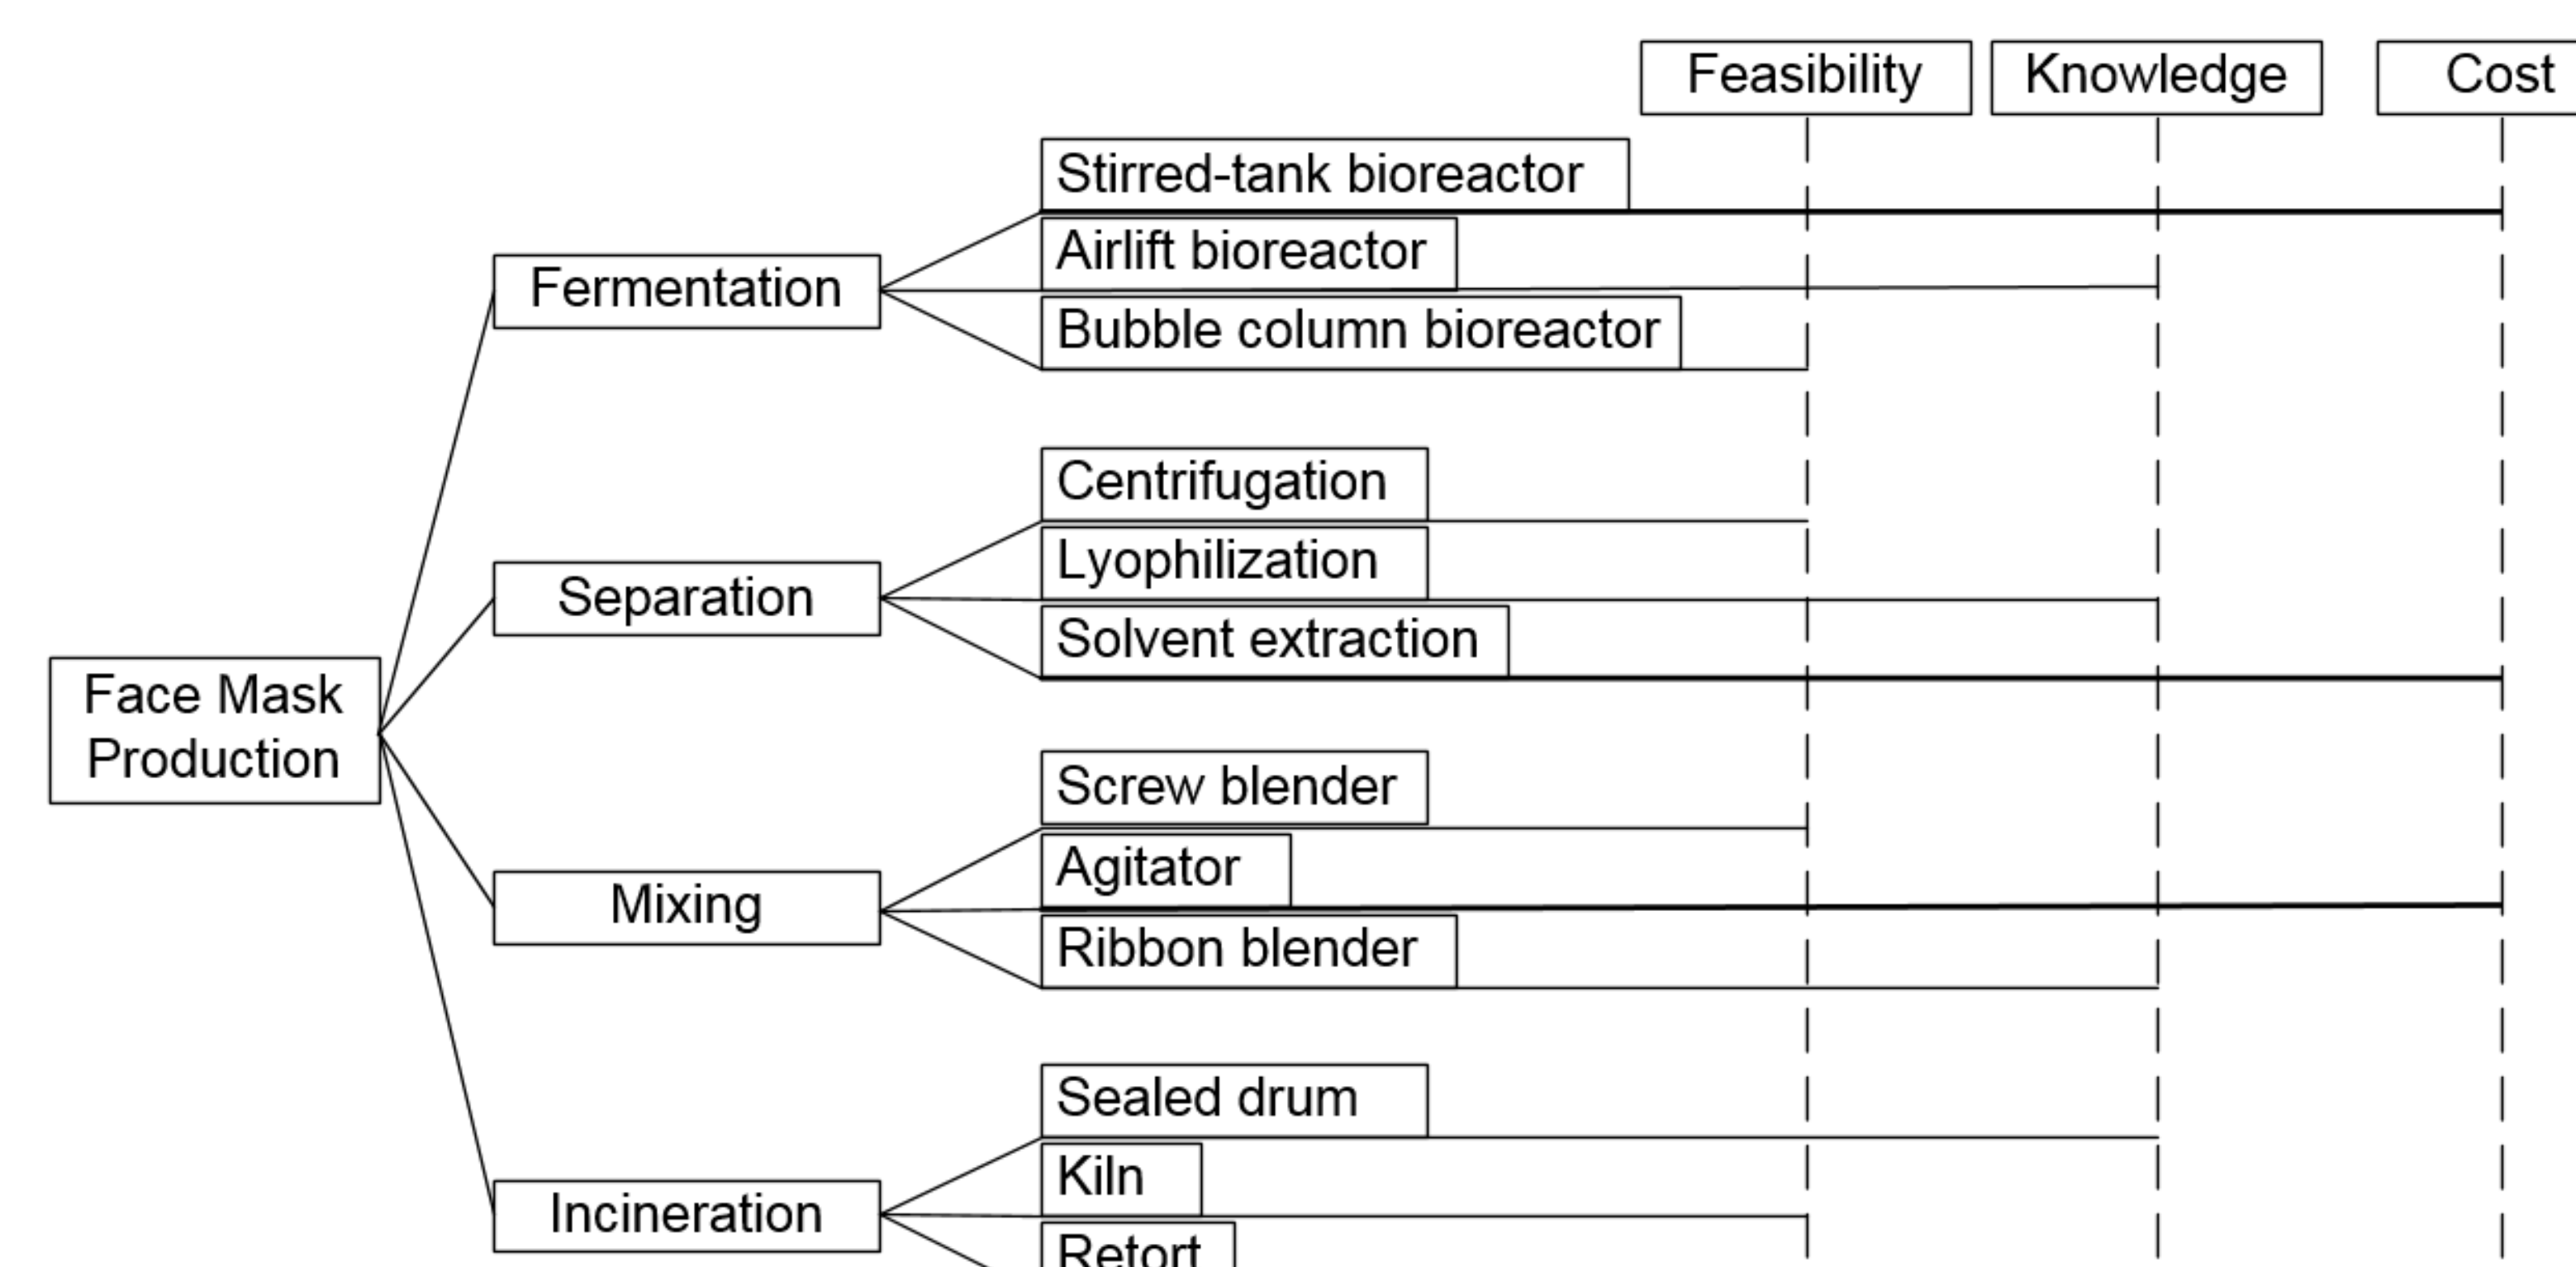 Feasibility
Knowledge
Cost
Stirred-tank bioreactor
Airlift bioreactor
Bubble column bioreactor
Fermentation
Centrifugation
Lyophilization
Solvent extraction
Separation
Face Mask
Production
Screw blender
Agitator
Ribbon blender
Mixing
Sealed drum
Kiln
Retort
Incineration